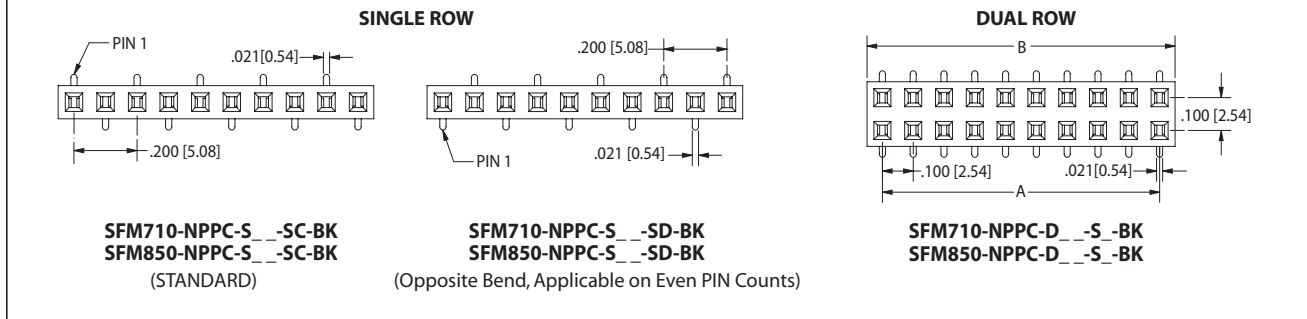 SINGLE ROW
PIN 1
.021[0.54]
.200 [5.08]
SFM710-NPPC-S_ _-SC-BK
SFM850-NPPC-S_ _-SC-BK
(STANDARD)
.200 [5.08]
PIN 1
.021 [0.54]
SFM710-NPPC-S_ _-SD-BK
SFM850-NPPC-S_ _-SD-BK
(Opposite Bend, Applicable on Even PIN Counts)
DUAL ROW
B
.100 [2.54]
.100 [2.54]
.021[0.54]
A
SFM710-NPPC-D_ _-S_-BK
SFM850-NPPC-D_ _-S_-BK